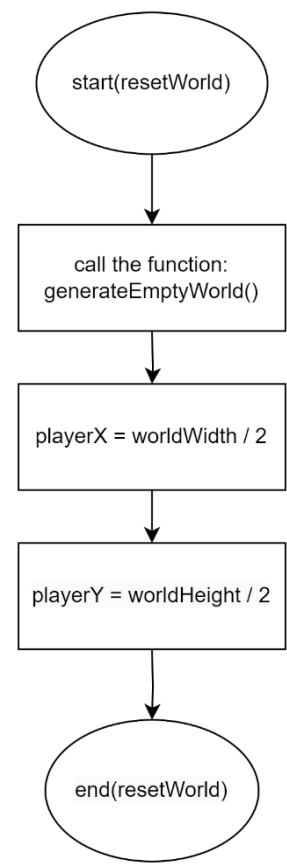 start(resetWorld)
call the function:
generateEmptyWorld()
playerX = worldWidth / 2
playerY = worldHeight / 2
end(resetWorld)